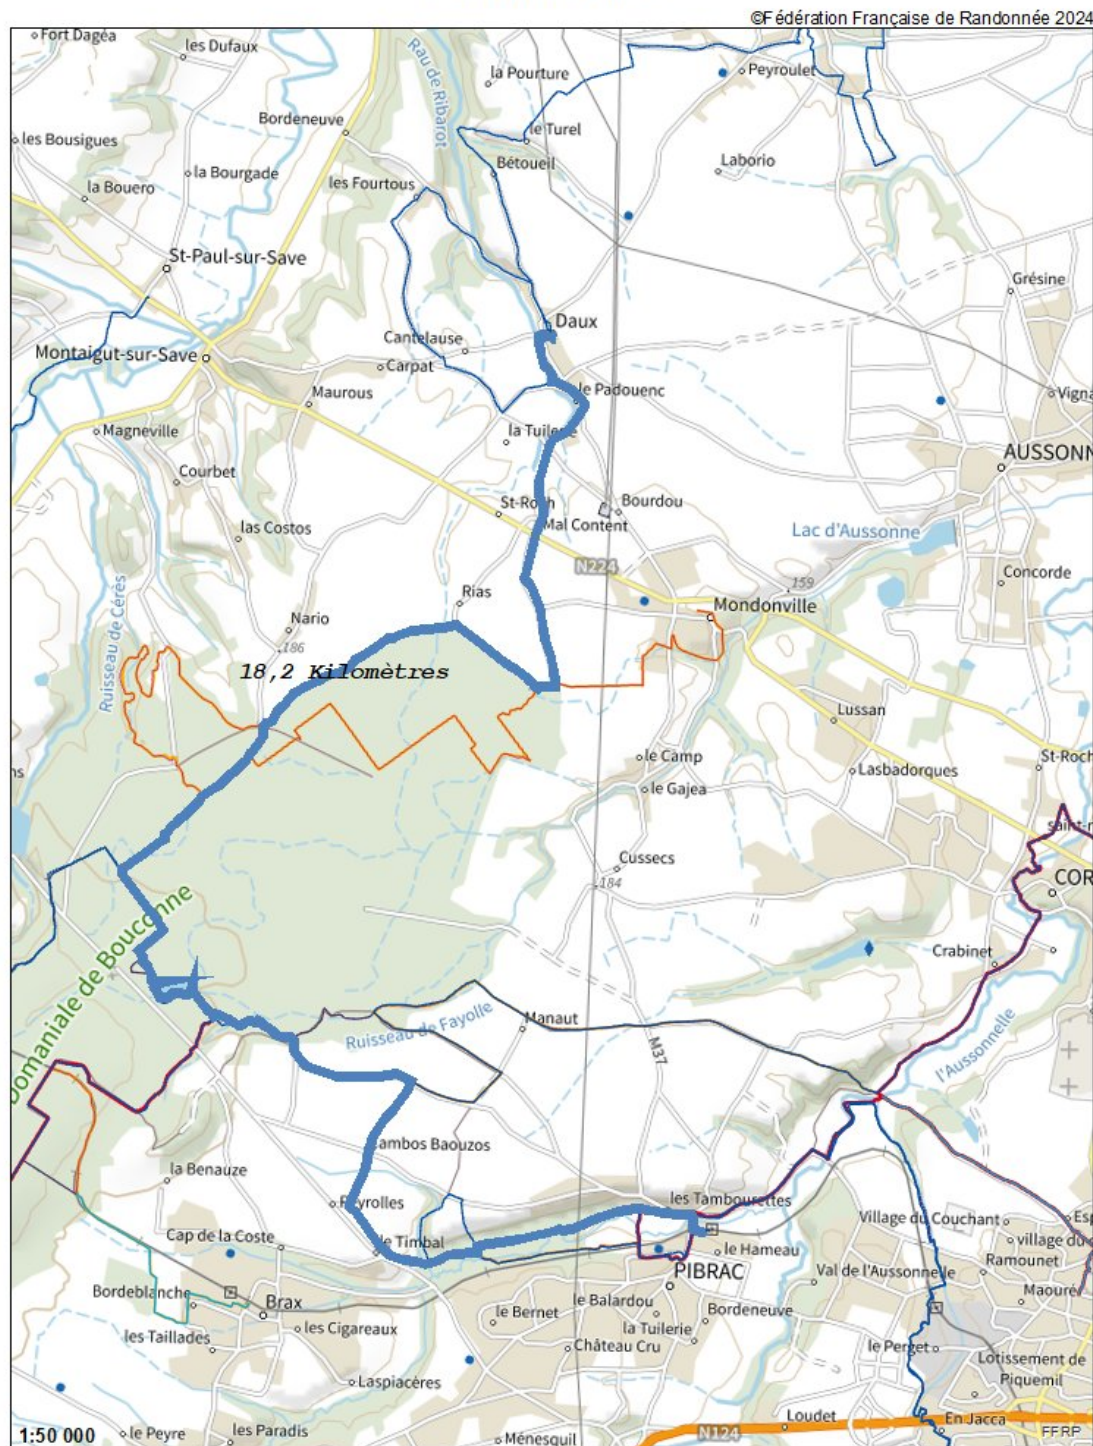 ©Fédération Française de Randonnée 2024
Fort Dagéa
les Dufaux
la Pourture
Peyroulet
Rau de Ribarot
Bordeneuve
le Turel
les Bousigues
Bétoueil
Laborio
la Bourgade
les Fourtous
la Bouero
St-Paul-sur-Save
Grésine
Daux
Cantelause
Montaigut-sur-Save
Carpat
Maurous
le Padouenc
Vigna
Magneville
la Tuilerie
AUSSONN
Courbet
St-Roch
Bourdou
las Costos
Mal Content
Lac d'Aussonne
N224
Concorde
159
Rias
Mondonville
Ruisseau de Cérès
Nario
186
18,2 Kilomètres
Lussan
le Camp
St-Roch
Lasbadorques
le Gajea
Cussecs
184
COR
Domaniale de Bouconne
Crabinet
Manaut
Ruisseau de Fayolle
M37
l'Aussonnelle
ambos Baouzos
la Benauze
les Tambourettes
Village du Couchant
Esp
Cap de la Coste
le Timbal
le Hameau
village du
Ramounet
PIBRAC
Val de l'Aussonnelle
Bordeblanche
Brax
le Balardou
Bordeneuve
Maouré
le Bernet
les Taillades
les Cigareaux
la Tuilerie
Château Cru
le Perget
Lotissement de
Piquemil
Laspiacéres
Loudet
En Jacca
1:50 000
le Peyre
les Paradis
Ménesquil
N124
FFRP